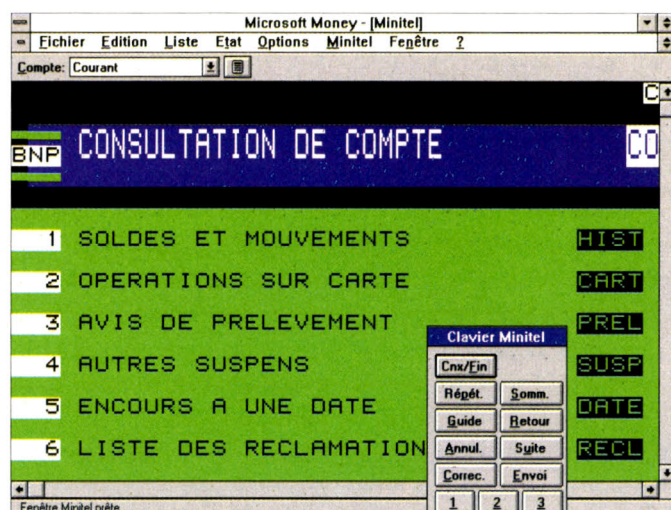 Microsoft Money - [Minitel]
Fichier Edition Liste Etat Options Minitel Fenêtre ?
Compte: Courant
C
BNP CONSULTATION DE COMPTE CO
1 SOLDES ET MOUVEMENTS HIST
2 OPERATIONS SUR CARTE CART
3 AVIS DE PRELEVEMENT PREL
4 AUTRES SUSPENS SUSP
5 ENCOURS A UNE DATE DATE
6 LISTE DES RECLAMATION RECL
Clavier Minitel
Cnx/Fin
Répét. Somm.
Guide Retour
Annul. Suite
Correc. Envoi
1 2 3
Fenêtre Minitel prête